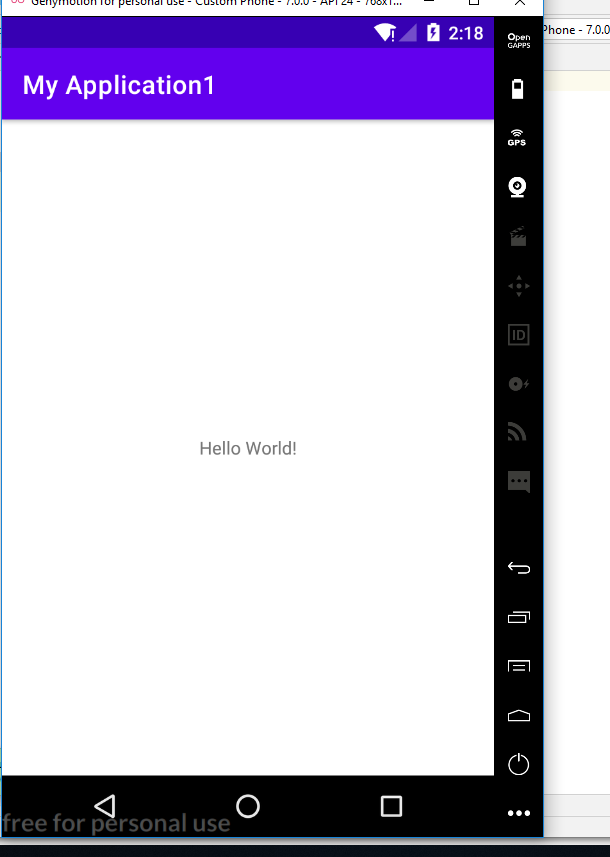 Genymotion for personal use - Custom Phone - 7.0.0 - API 24 - 768x1...
Phone - 7.0.0
2:18
Open
GAPPS
My Application1
GPS
ID
Hello World!
free for personal use